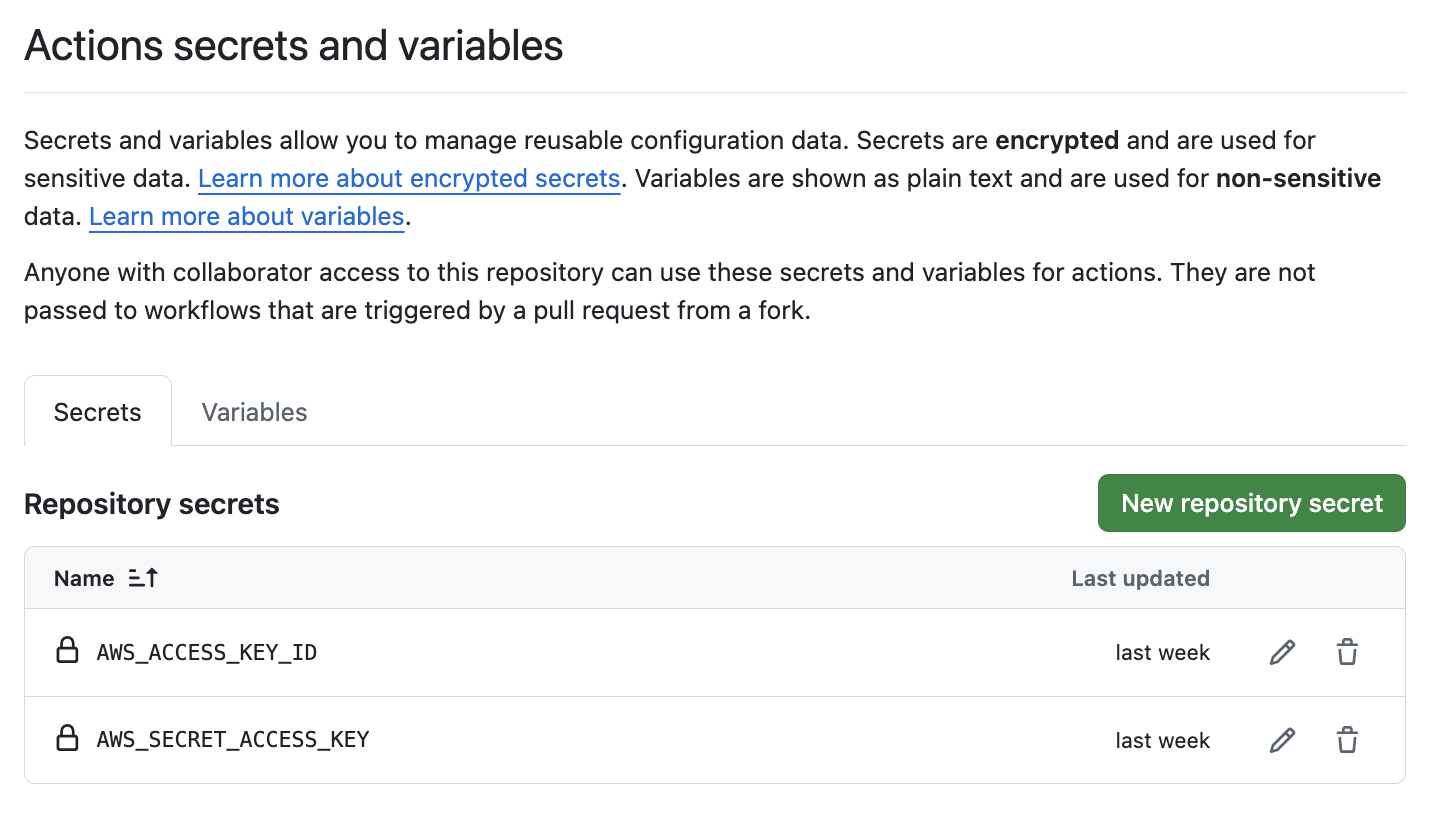 Actions secrets and variables
Secrets and variables allow you to manage reusable configuration data. Secrets are encrypted and are used for
sensitive data. Learn more about encrypted secrets. Variables are shown as plain text and are used for non-sensitive
data. Learn more about variables.
Anyone with collaborator access to this repository can use these secrets and variables for actions. They are not
passed to workflows that are triggered by a pull request from a fork.
Secrets Variables
Repository secrets New repository secret
Name Last updated
AWS_ACCESS_KEY_ID last week
AWS_SECRET_ACCESS_KEY last week